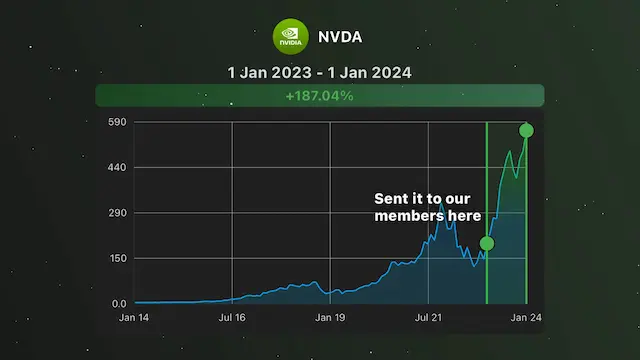 NVIDIA
NVDA
1 Jan 2023 - 1 Jan 2024
+187.04%
590
440
290
150
0.0
Sent it to our
members here
Jan 14
Jul 16
Jan 19
Jul 21
Jan 24